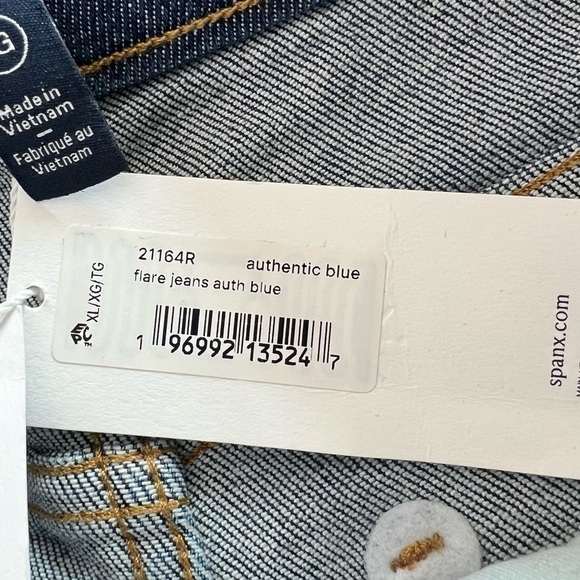 G
Made in
Vietnam
Fabriqué au
Vietnam
21164R authentic blue
flare jeans auth blue
XL/XG/TG
1 96992 13524 7
spanx.com